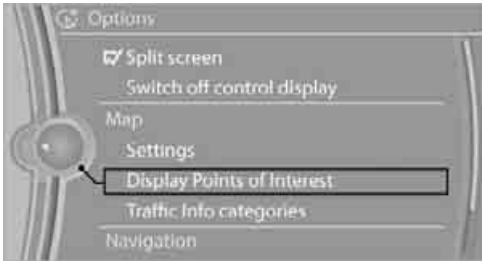 Options
Split screen
Switch off control display
Map
Settings
Display Points of Interest
Traffic Info categories
Navigation